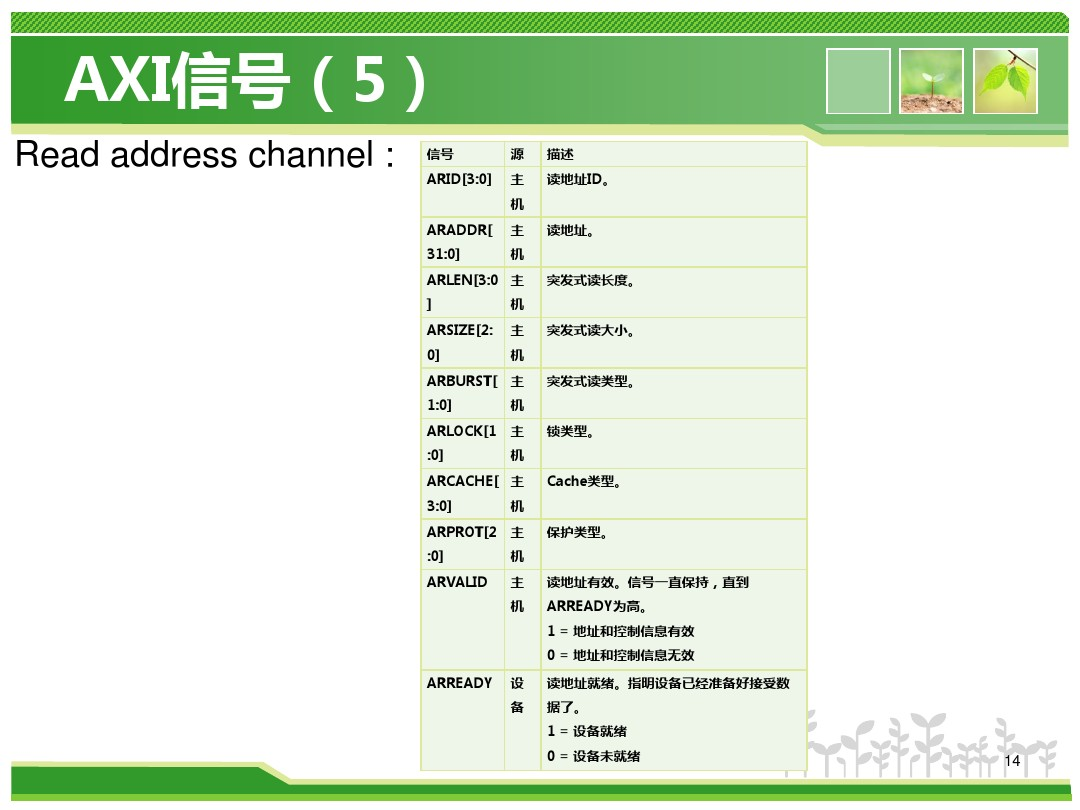 AXI信号（5）
Read address channel :
信号 源 描述
ARID[3:0] 主 读地址ID。
机
ARADDR[ 主 读地址。
31:0] 机
ARLEN[3:0 主 突发式读长度。
] 机
ARSIZE[2: 主 突发式读大小。
0] 机
ARBURST[ 主 突发式读类型。
1:0] 机
ARLOCK[1 主 锁类型。
:0] 机
ARCACHE[ 主 Cache类型。
3:0] 机
ARPROT[2 主 保护类型。
:0] 机
ARVALID 主 读地址有效。信号一直保持，直到
机 ARREADY为高。
1 = 地址和控制信息有效
0 = 地址和控制信息无效
ARREADY 设 读地址就绪。指明设备已经准备好接受数
备 据了。
1 = 设备就绪
0 = 设备未就绪
14